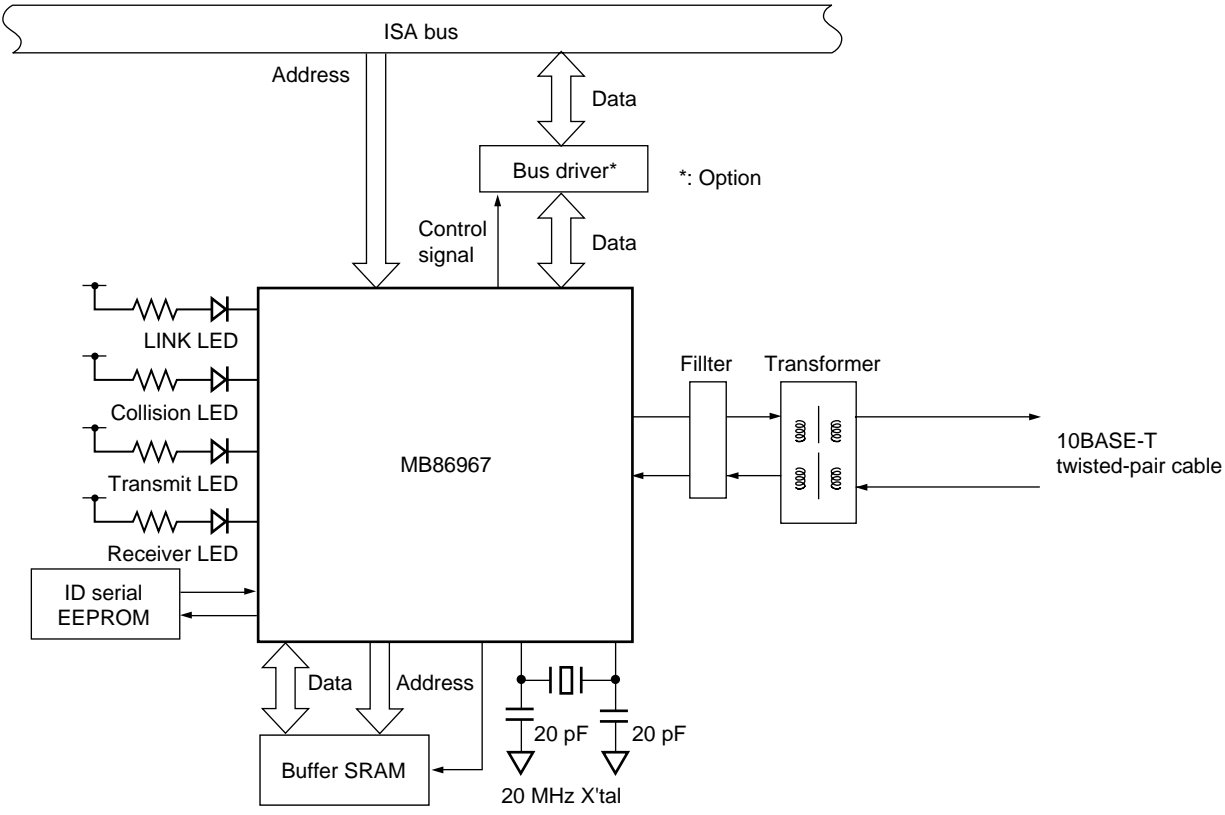 ISA bus
Address
Data
Bus driver*
*: Option
Control
signal
Data
LINK LED
Collision LED
Transmit LED
Receiver LED
ID serial
EEPROM
MB86967
Fillter
Transformer
10BASE-T
twisted-pair cable
Data
Address
20 pF
20 pF
Buffer SRAM
20 MHz X'tal